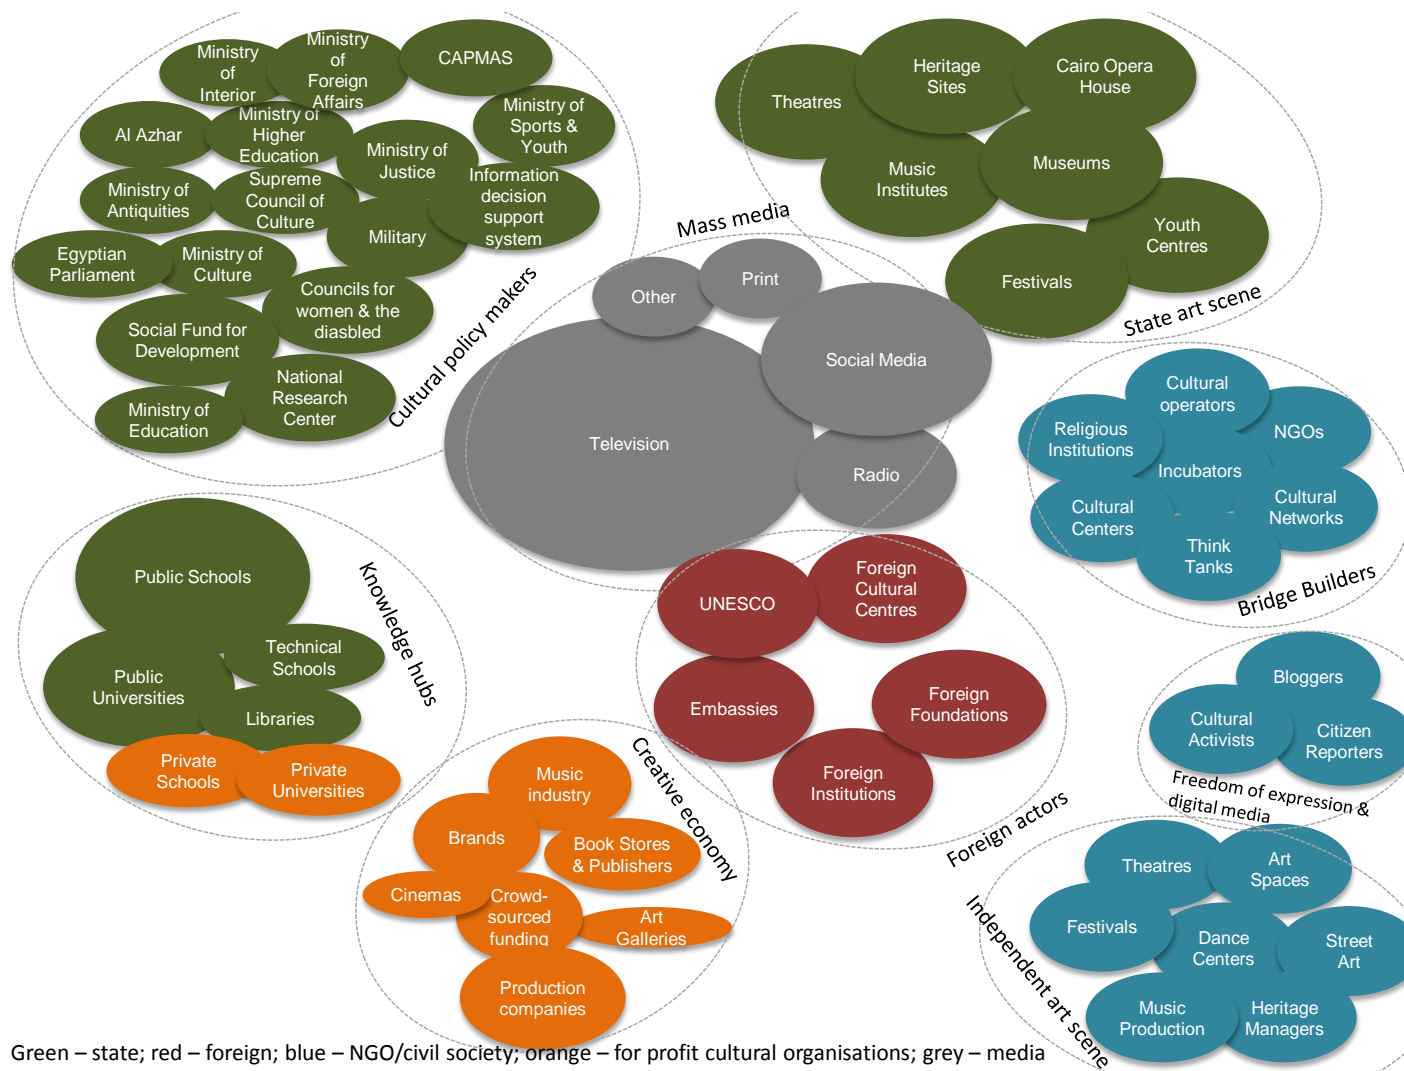 Ministry
of
Interior
Ministry
of
Foreign
Affairs
CAPMAS
Al Azhar
Ministry of
Higher
Education
Ministry of
Justice
Ministry of
Sports &
Youth
Ministry of
Antiquities
Supreme
Council of
Culture
Military
Information
decision
support
system
Egyptian
Parliament
Ministry of
Culture
Councils for
women & the
diasbled
Social Fund for
Development
National
Research
Center
Ministry of
Education
Cultural policy makers
Theatres
Heritage
Sites
Cairo Opera
House
Music
Institutes
Museums
Youth
Centres
Festivals
State art scene
Mass media
Other
Print
Social Media
Television
Radio
Cultural
operators
Religious
Institutions
NGOs
Incubators
Cultural
Centers
Cultural
Networks
Think
Tanks
Bridge Builders
Public Schools
Technical
Schools
Public
Universities
Libraries
Private
Schools
Private
Universities
Knowledge hubs
UNESCO
Foreign
Cultural
Centres
Embassies
Foreign
Foundations
Foreign
Institutions
Foreign actors
Bloggers
Cultural
Activists
Citizen
Reporters
Freedom of expression &
digital media
Music
industry
Brands
Book Stores
& Publishers
Cinemas
Crowd-
sourced
funding
Art
Galleries
Production
companies
Creative economy
Theatres
Art
Spaces
Festivals
Dance
Centers
Street
Art
Music
Production
Heritage
Managers
Independent art scene
Green – state; red – foreign; blue – NGO/civil society; orange – for profit cultural organisations; grey – media